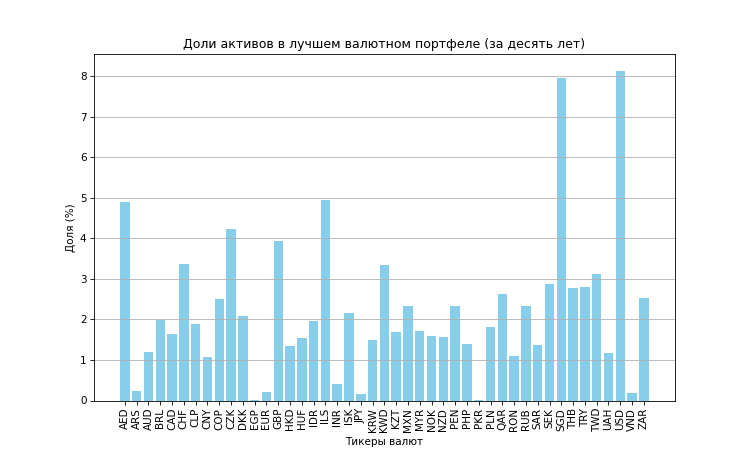 Доли активов в лучшем валютном портфеле (за десять лет)
Доля (%)
8
7
6
5
4
3
2
1
0
AED ARS AUD BRL CAD CHF CLP CNY COP CZK DKK EGP EUR GBP HKD HUF IDR ILS INR ISK JPY KRW KWD KZT MXN MYR NOK NZD PEN PHP PKR PLN QAR RON RUB SAR SEK SGD THB TRY TWD UAH USD VND ZAR
Тикеры валют